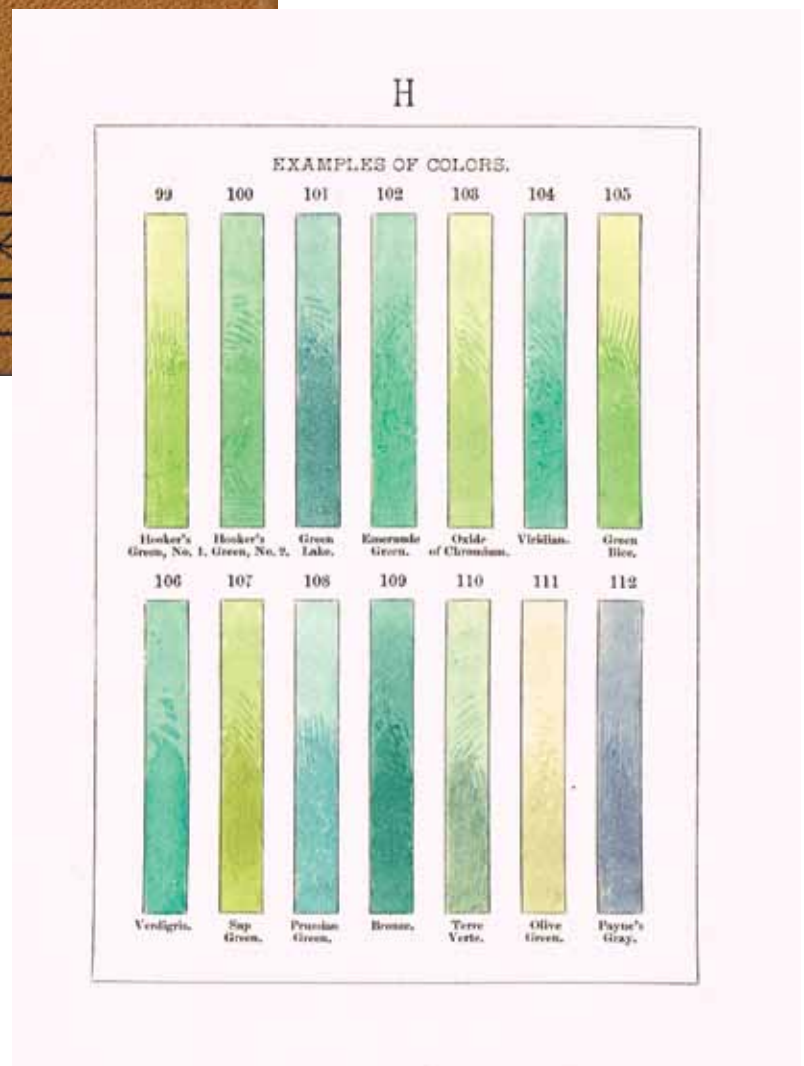 H
EXAMPLES OF COLORS.
99 100 101 102 103 104 105
Hooker's Hooker's Green Emeraude Oxide Viridian. Green
Green, No. 1. Green, No. 2. Lake. Green. of Chromium. Bice.
106 107 108 109 110 111 112
Verdigris. Sap Prussian Bronze. Terre Olive Payne's
Green. Green. Verte. Green. Gray.